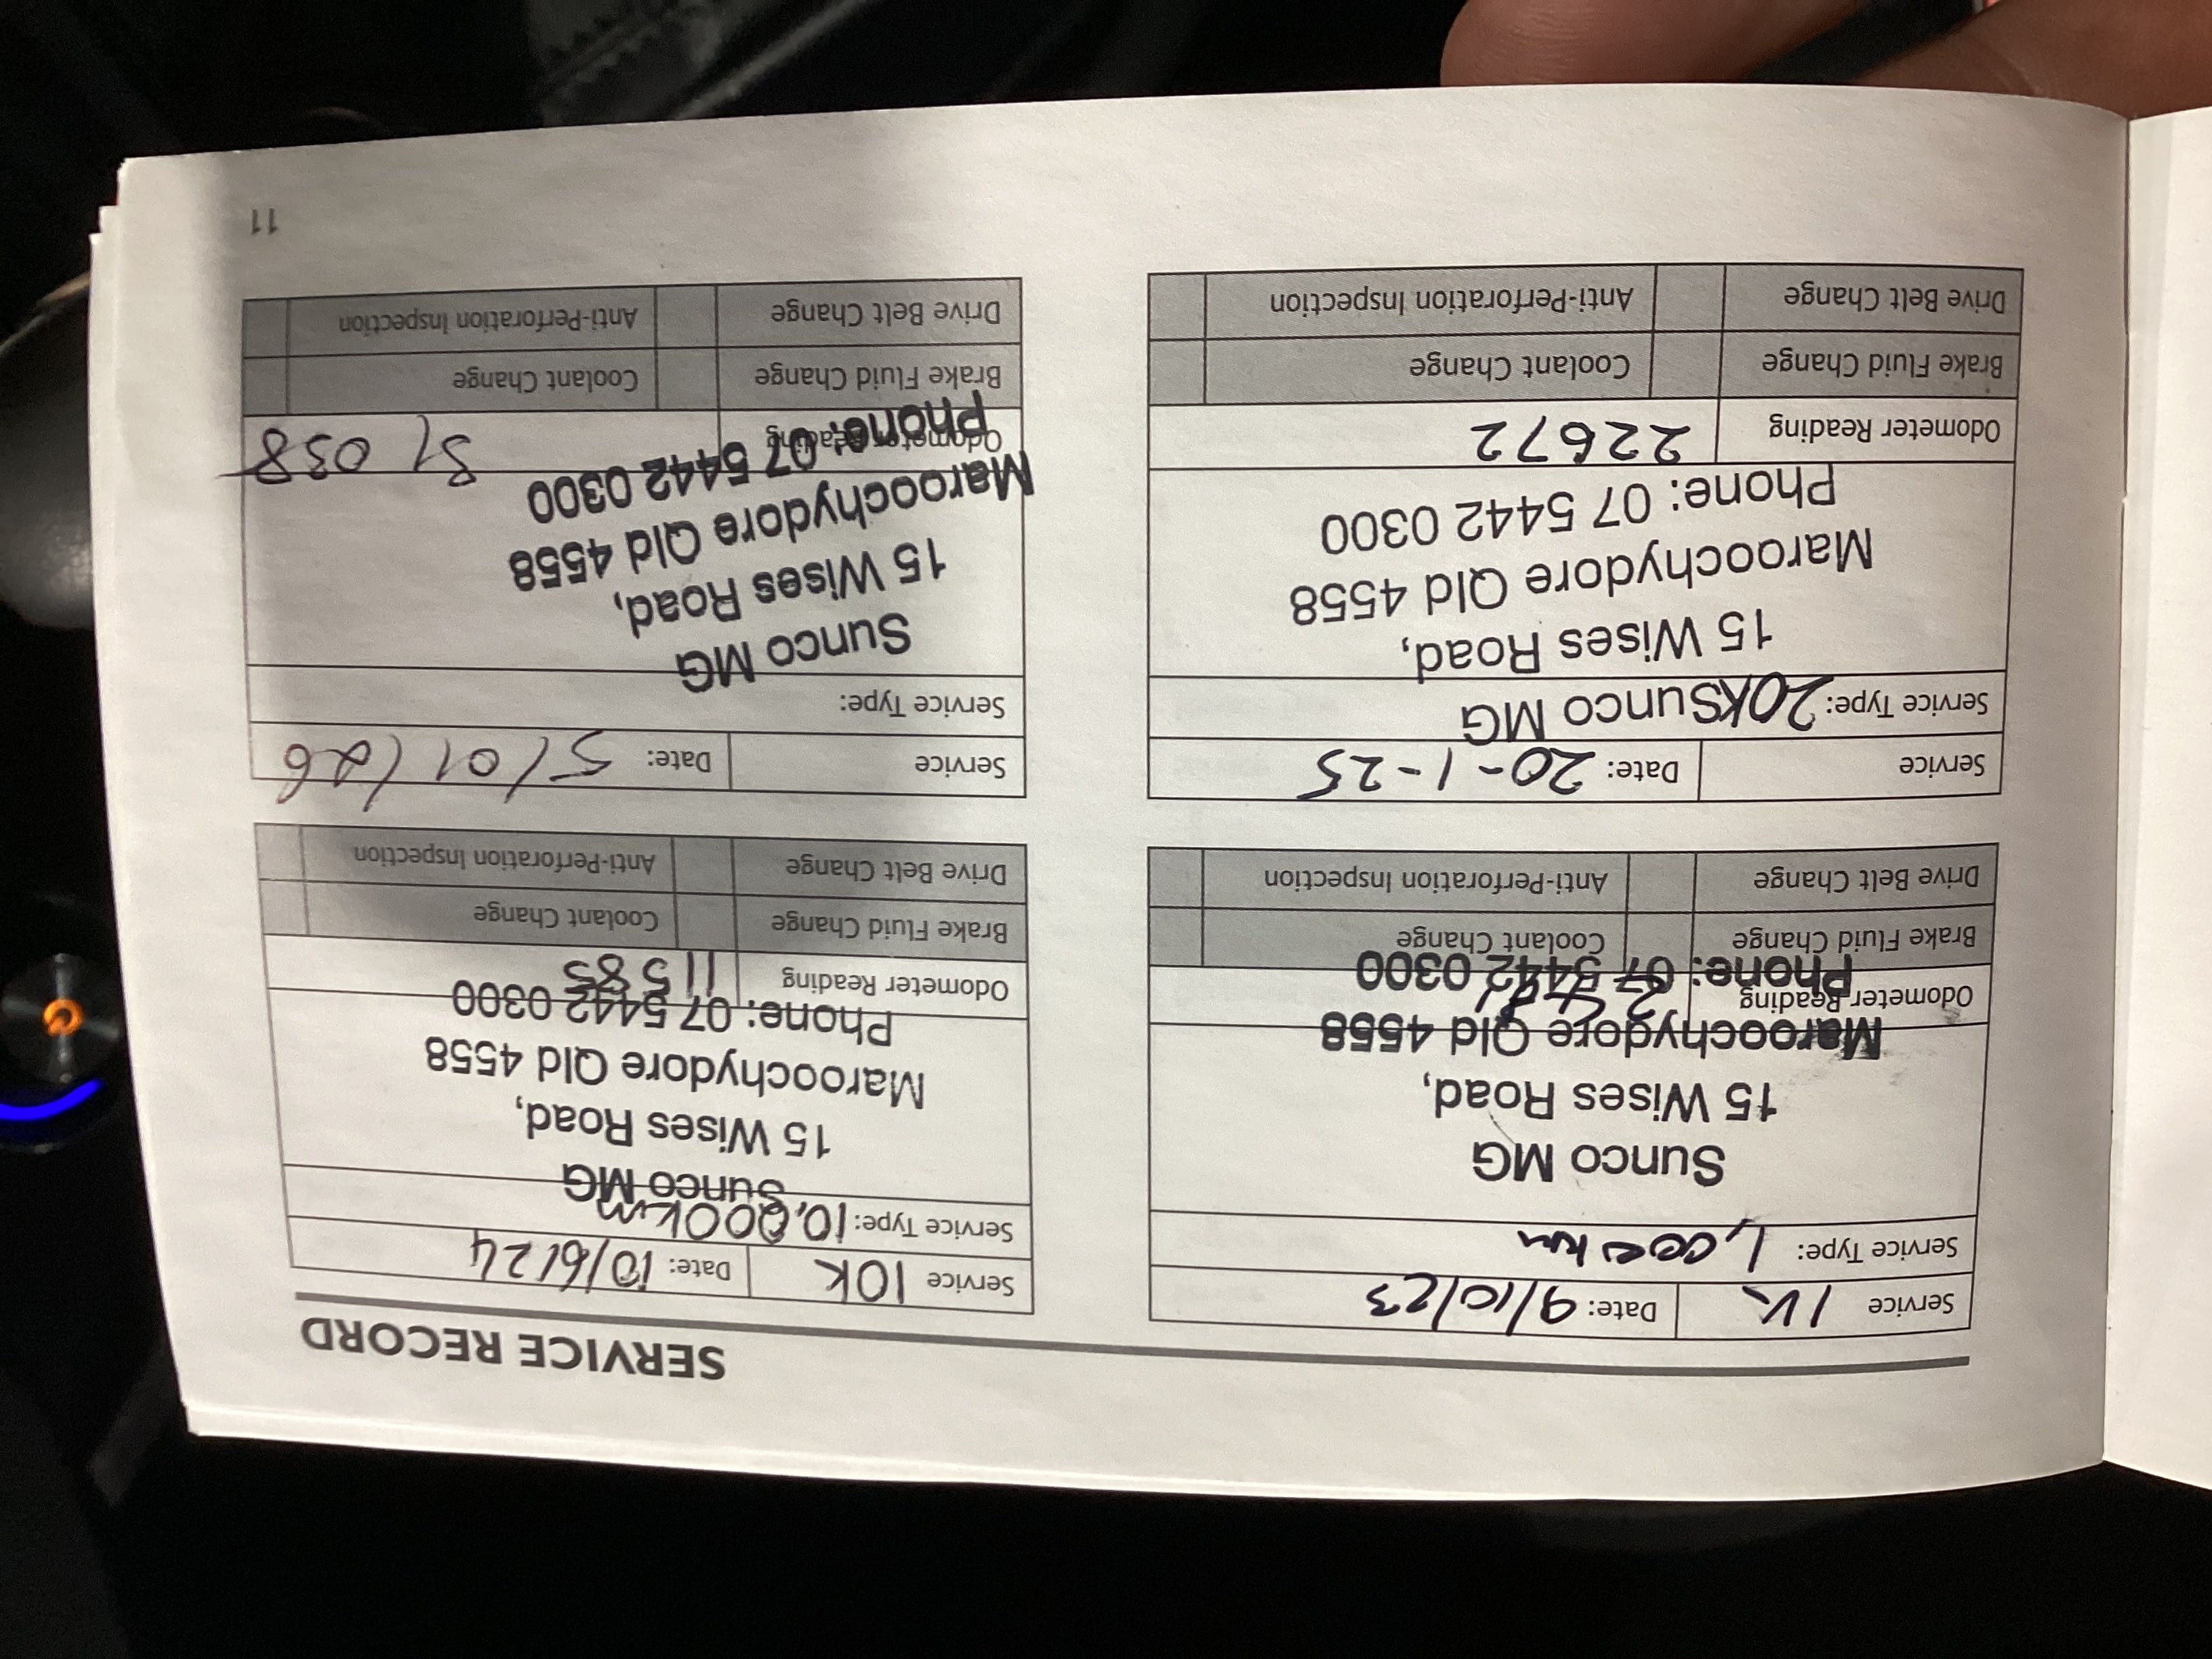 SERVICE RECORD
Service 1K Date: 9/10/23
Service Type: 1,000km
Sunco MG
15 Wises Road,
Maroochydore Qld 4558
Phone: 07 5442 0300
Odometer Reading
Brake Fluid Change Coolant Change
Drive Belt Change Anti-Perforation Inspection
Service 10K Date: 10/6/24
Service Type: 10,000km
Sunco MG
15 Wises Road,
Maroochydore Qld 4558
Phone: 07 5442 0300
Odometer Reading 11585
Brake Fluid Change Coolant Change
Drive Belt Change Anti-Perforation Inspection
Service Date: 20-1-25
Service Type: 20K Sunco MG
15 Wises Road,
Maroochydore Qld 4558
Phone: 07 5442 0300
Odometer Reading 22672
Brake Fluid Change Coolant Change
Drive Belt Change Anti-Perforation Inspection
Service Date: 5/01/26
Service Type:
Sunco MG
15 Wises Road,
Maroochydore Qld 4558
Phone: 07 5442 0300
Odometer Reading 31 038
Brake Fluid Change Coolant Change
Drive Belt Change Anti-Perforation Inspection
11